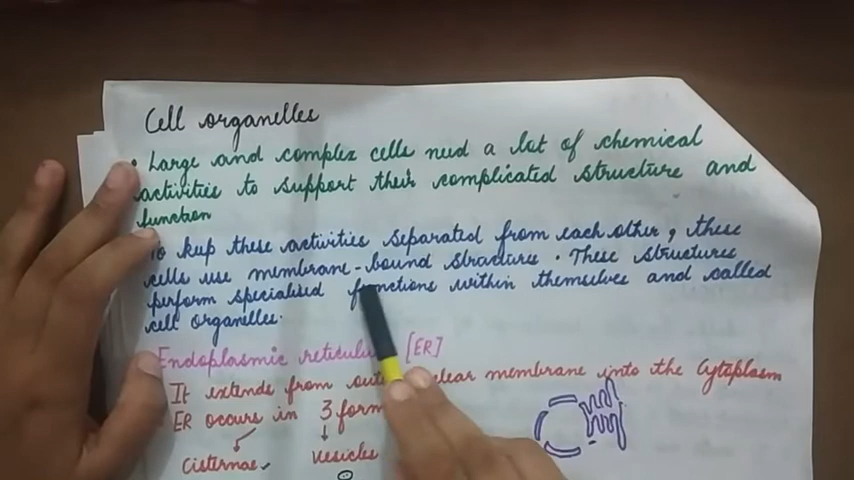 Cell organelles
• Large and complex cells need a lot of chemical
activities to support their complicated structure and
function
To kup these activities separated from each other, these
cells use membrane-bound structure. These structures
perform specialised functions within themselves and called
cell organelles.
Endoplasmic reticulu [ER]
It extends from oute lear membrane into the Cytoplasm
ER occurs in 3 form
Cisternae
Vesicles